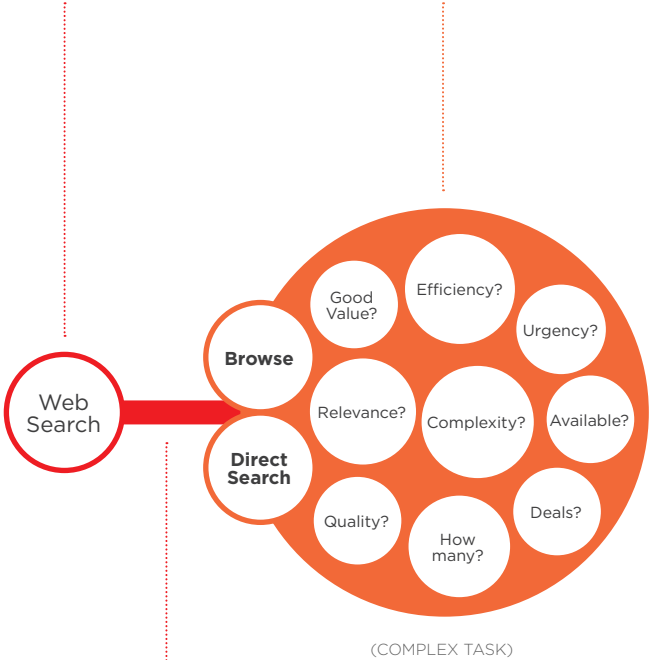 Web
Search
Browse
Direct
Search
Good
Value?
Efficiency?
Urgency?
Relevance?
Complexity?
Available?
Quality?
How
many?
Deals?
(COMPLEX TASK)